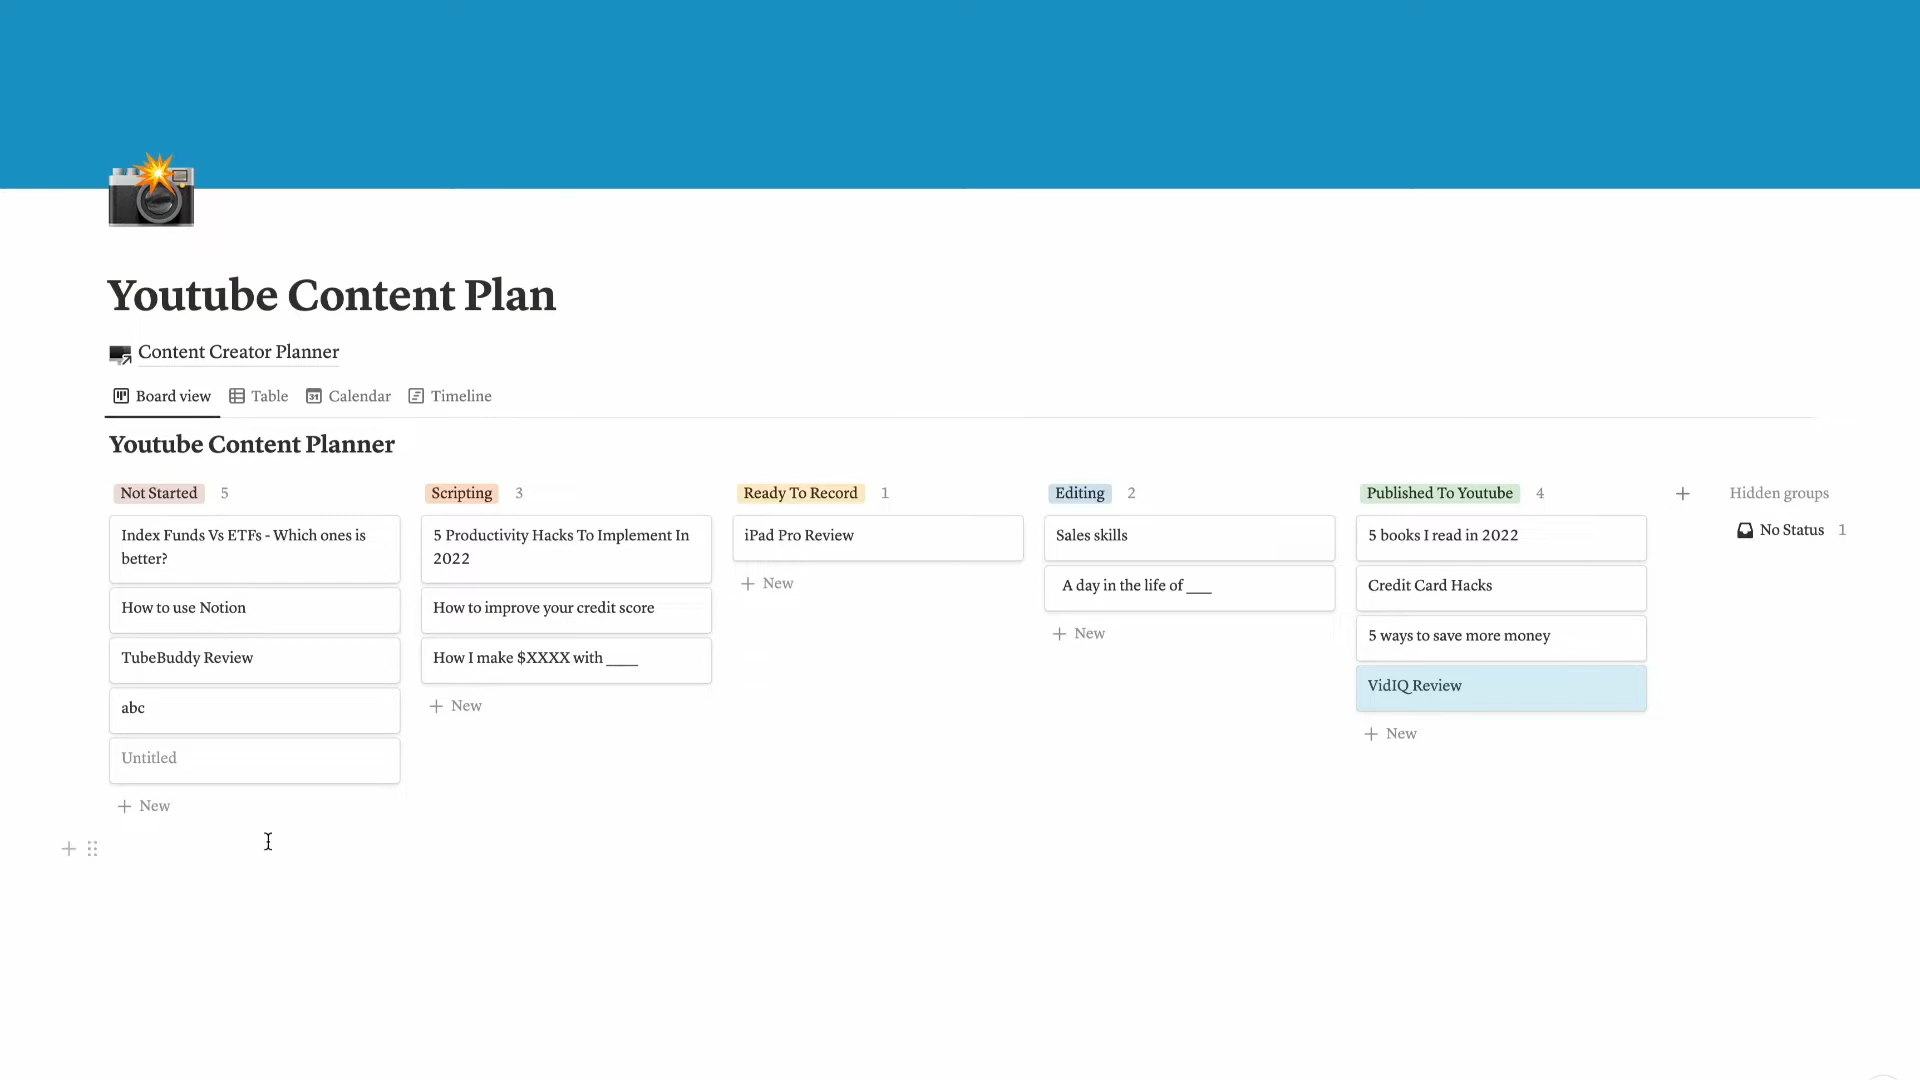 Youtube Content Plan
Content Creator Planner
Board view Table Calendar Timeline
Youtube Content Planner
Not Started 5
Index Funds Vs ETFs - Which ones is
better?
How to use Notion
TubeBuddy Review
abc
Untitled
+ New
Scripting 3
5 Productivity Hacks To Implement In
2022
How to improve your credit score
How I make $XXXX with ____
+ New
Ready To Record 1
iPad Pro Review
+ New
Editing 2
Sales skills
A day in the life of ___
+ New
Published To Youtube 4
5 books I read in 2022
Credit Card Hacks
5 ways to save more money
VidIQ Review
+ New
Hidden groups
No Status 1